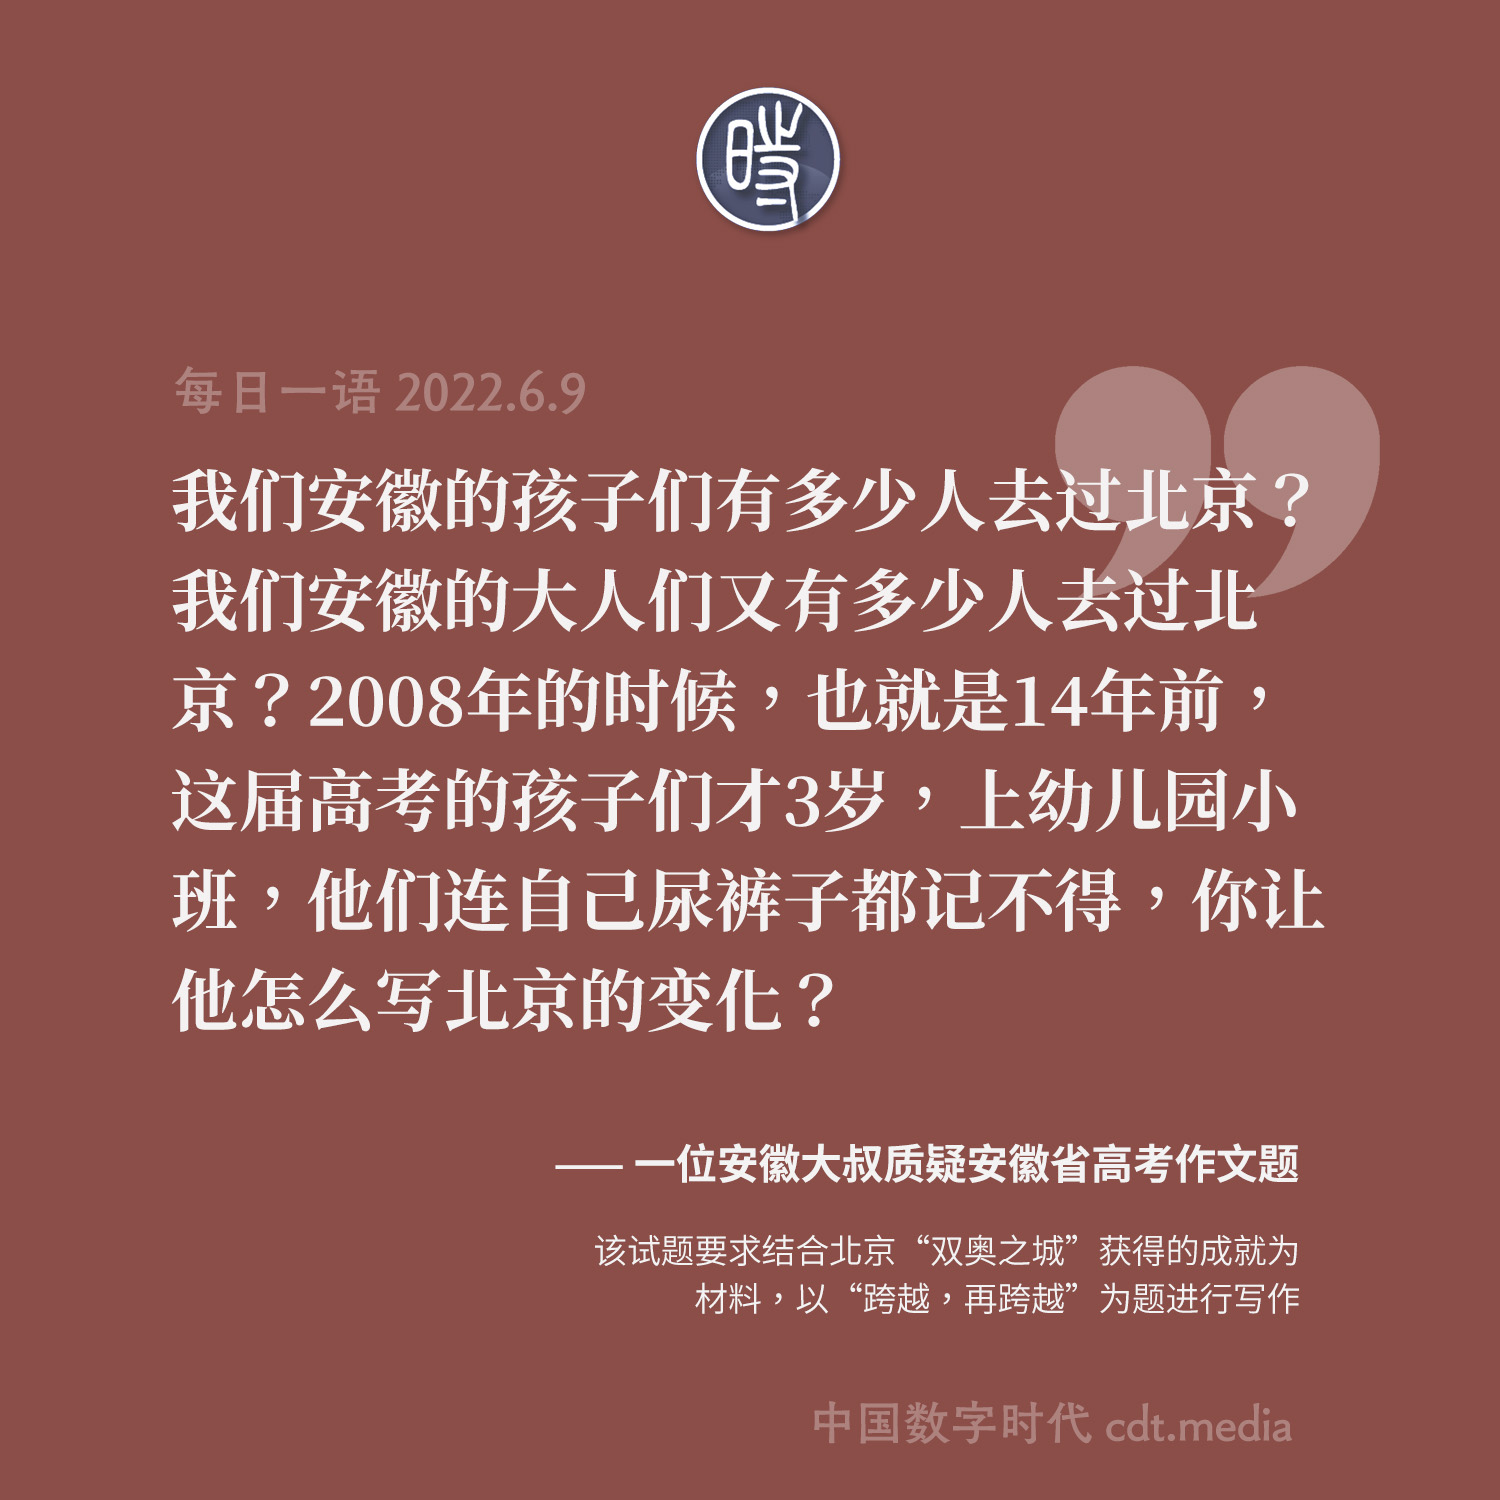 時
每日一语 2022.6.9
我们安徽的孩子们有多少人去过北京？
我们安徽的大人们又有多少人去过北
京？2008年的时候，也就是14年前，
这届高考的孩子们才3岁，上幼儿园小
班，他们连自己尿裤子都记不得，你让
他怎么写北京的变化？
—— 一位安徽大叔质疑安徽省高考作文题
该试题要求结合北京“双奥之城”获得的成就为
材料，以“跨越，再跨越”为题进行写作
中国数字时代 cdt.media